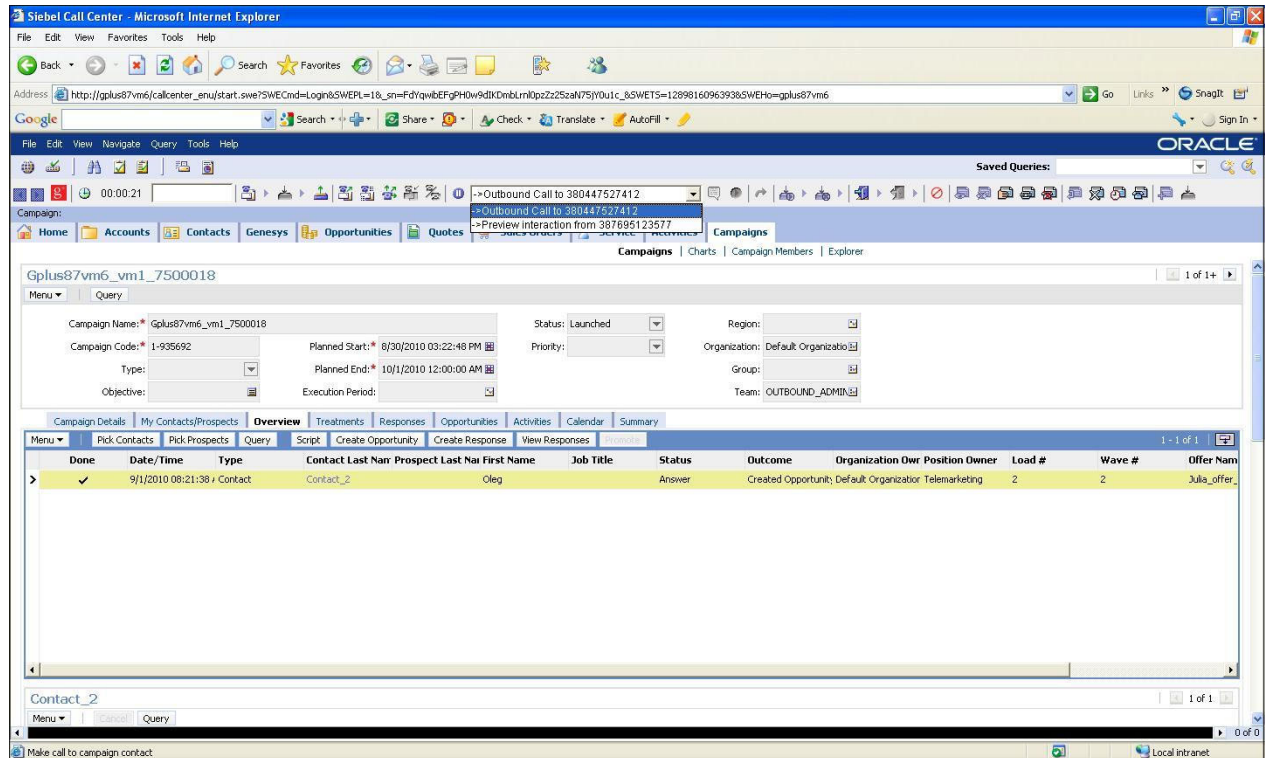 Siebel Call Center - Microsoft Internet Explorer
File Edit View Favorites Tools Help
Back Search Favorites
Address http://gplus87vm6/callcenter_enu/start.swe?SWECmd=Login&SWEPL=1&_sn=FdYqwibEFgPH0w9dIKDmbLrnl0pzZz25zaN75jY0u1c_&SWETS=1289816096393&SWEHo=gplus87vm6 Go Links » SnagIt
Google Search Share Check Translate AutoFill Sign In
File Edit View Navigate Query Tools Help ORACLE
Saved Queries:
00:00:21 ->Outbound Call to 380447527412
->Outbound Call to 380447527412
Campaign: ->Preview interaction from 387695123577
Home Accounts Contacts Genesys Opportunities Quotes Campaigns
Campaigns | Charts | Campaign Members | Explorer
Gplus87vm6_vm1_7500018 1 of 1+
Menu Query
Campaign Name:* Gplus87vm6_vm1_7500018 Status: Launched Region:
Campaign Code:* 1-935692 Planned Start:* 8/30/2010 03:22:48 PM Priority: Organization: Default Organizatio
Type: Planned End:* 10/1/2010 12:00:00 AM Group:
Objective: Execution Period: Team: OUTBOUND_ADMIN
Campaign Details My Contacts/Prospects Overview Treatments Responses Opportunities Activities Calendar Summary
Menu Pick Contacts Pick Prospects Query Script Create Opportunity Create Response View Responses Promote 1 - 1 of 1
Done Date/Time Type Contact Last Nam Prospect Last Nai First Name Job Title Status Outcome Organization Owr Position Owner Load # Wave # Offer Nam
9/1/2010 08:21:38 Contact Contact_2 Oleg Answer Created Opportunity Default Organization Telemarketing 2 2 Julia_offer_
Contact_2 1 of 1
Menu Cancel Query
0 of 0
Make call to campaign contact Local intranet